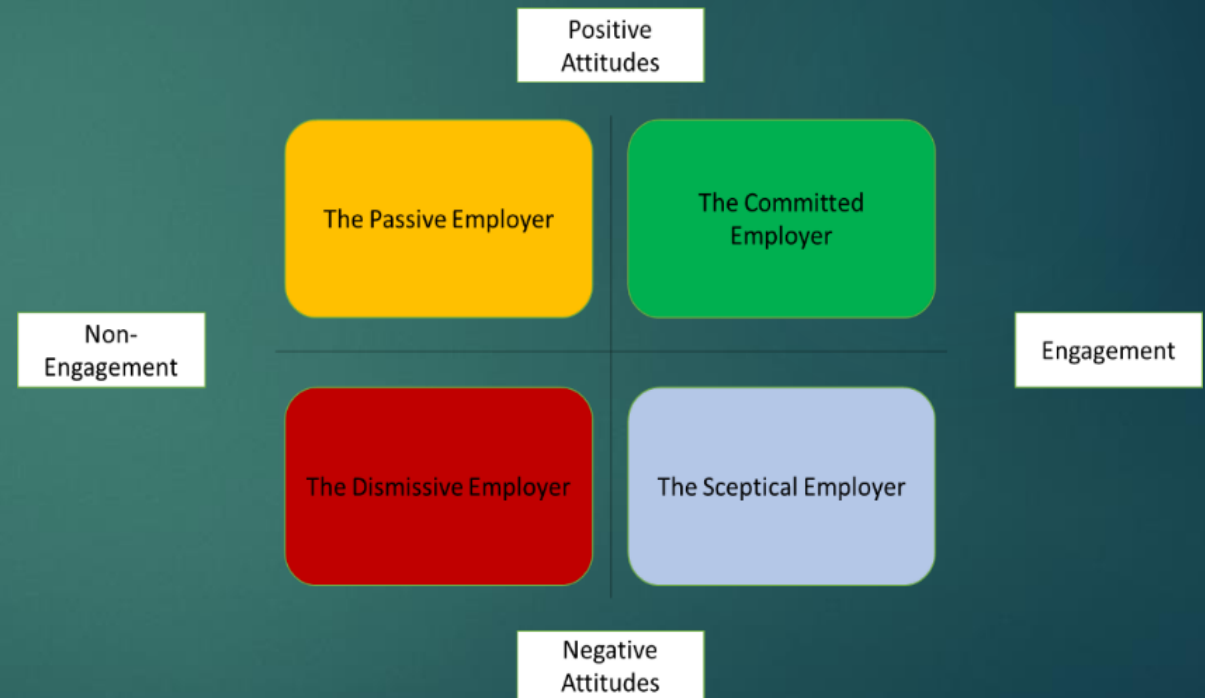 Positive
Attitudes
The Passive Employer
The Committed
Employer
Non-
Engagement
Engagement
The Dismissive Employer
The Sceptical Employer
Negative
Attitudes